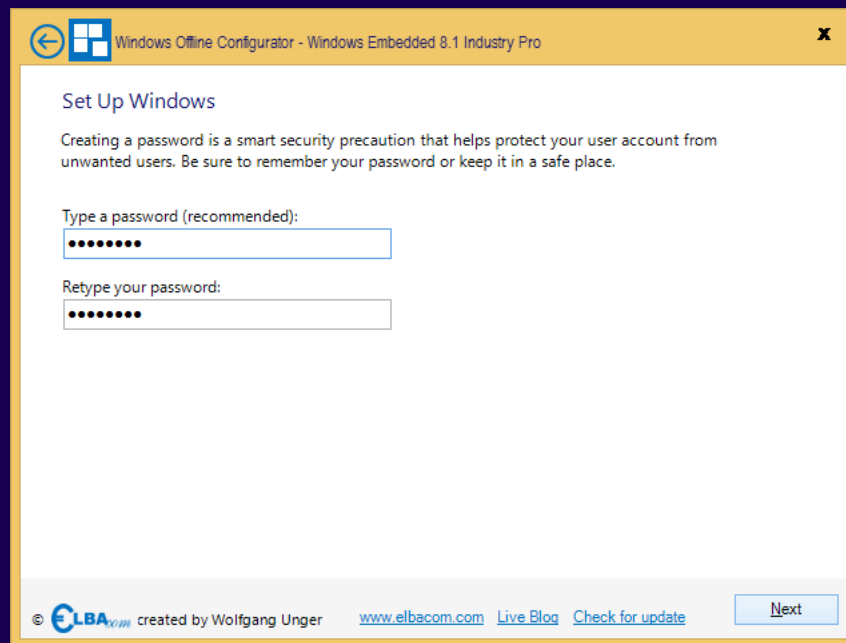 Windows Offline Configurator - Windows Embedded 8.1 Industry Pro
x
Set Up Windows
Creating a password is a smart security precaution that helps protect your user account from
unwanted users. Be sure to remember your password or keep it in a safe place.
Type a password (recommended):
●●●●●●●●
Retype your password:
●●●●●●●●
© ELBAcom created by Wolfgang Unger www.elbacom.com Live Blog Check for update Next